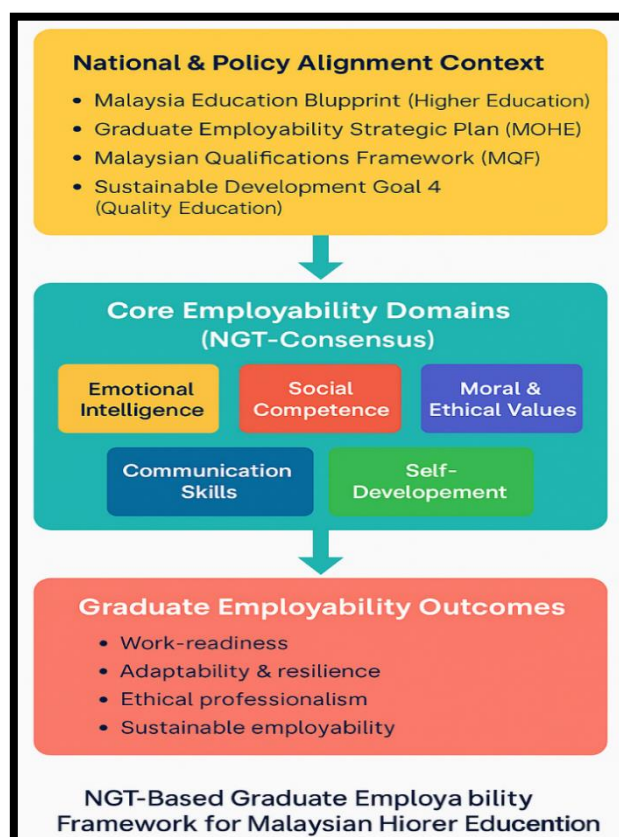 National & Policy Alignment Context
• Malaysia Education Blupprint (Higher Education)
• Graduate Employability Strategic Plan (MOHE)
• Malaysian Qualifications Framework (MQF)
• Sustainable Development Goal 4
(Quality Education)
Core Employability Domains
(NGT-Consensus)
Emotional
Intelligence
Social
Competence
Moral &
Ethical Values
Communication
Skills
Self-
Developement
Graduate Employability Outcomes
• Work-readiness
• Adaptability & resilience
• Ethical professionalism
• Sustainable employability
NGT-Based Graduate Employa bility
Framework for Malaysian Hiorer Educention